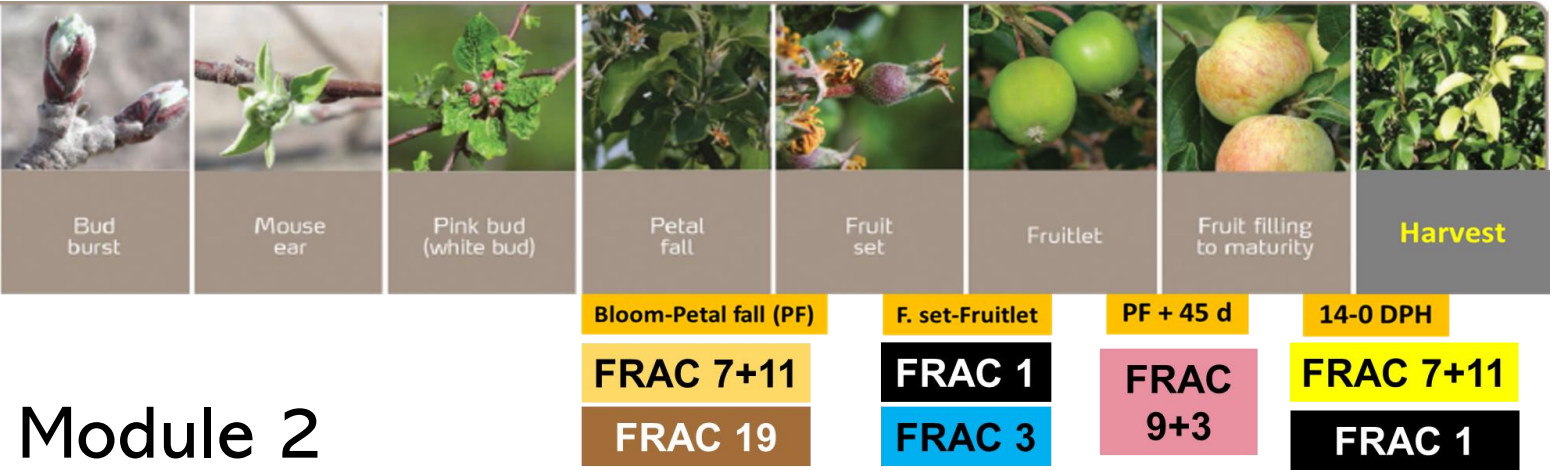 Bud
burst
Mouse
ear
Pink bud
(white bud)
Petal
fall
Fruit
set
Fruitlet
Fruit filling
to maturity
Harvest
Bloom-Petal fall (PF)
F. set-Fruitlet
PF + 45 d
14-0 DPH
FRAC 7+11
FRAC 19
FRAC 1
FRAC 3
FRAC
9+3
FRAC 7+11
FRAC 1
Module 2